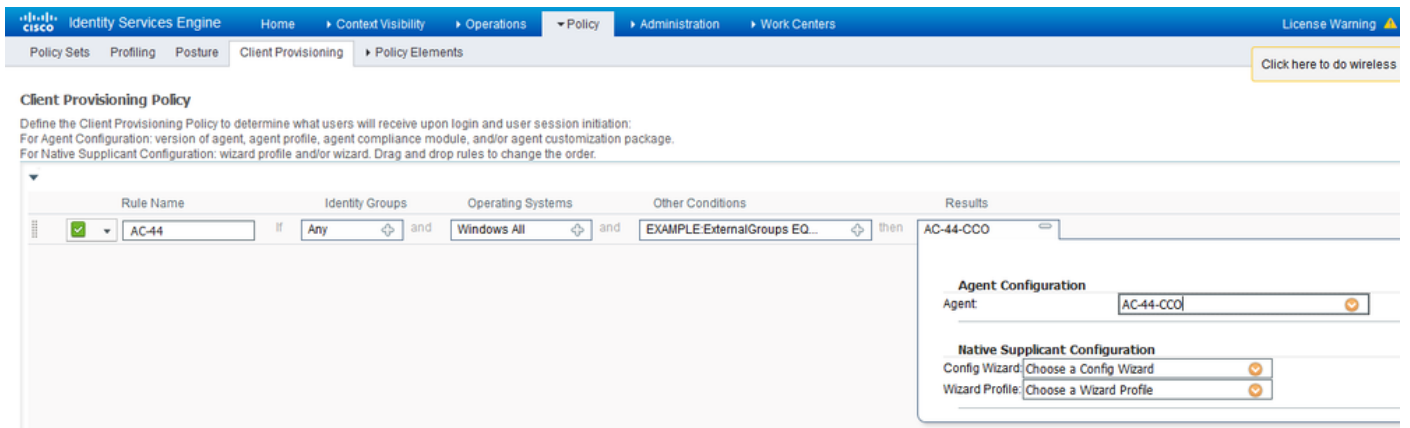 cisco Identity Services Engine Home Context Visibility Operations Policy Administration Work Centers License Warning
Policy Sets Profiling Posture Client Provisioning Policy Elements
Click here to do wireless
Client Provisioning Policy
Define the Client Provisioning Policy to determine what users will receive upon login and user session initiation:
For Agent Configuration: version of agent, agent profile, agent compliance module, and/or agent customization package.
For Native Supplicant Configuration: wizard profile and/or wizard. Drag and drop rules to change the order.
Rule Name Identity Groups Operating Systems Other Conditions Results
AC-44 If Any and Windows All and EXAMPLE:ExternalGroups EQ... then AC-44-CCO
Agent Configuration
Agent: AC-44-CCO
Native Supplicant Configuration
Config Wizard: Choose a Config Wizard
Wizard Profile: Choose a Wizard Profile